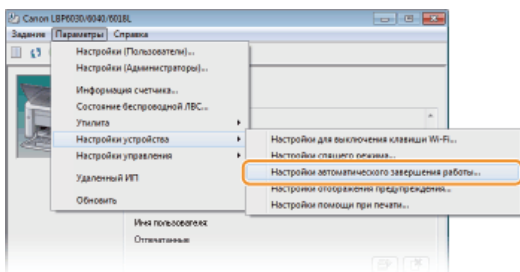 Canon LBP6030/6040/6018L
Задание Параметры Справка
Настройки (Пользователи)...
Настройки (Администраторы)...
Информация счетчика...
Состояние беспроводной ЛВС...
Утилита
Настройки устройства
Настройки управления
Удаленный ИП
Обновить
Настройки для выключения клавиши Wi-Fi...
Настройки спящего режима...
Настройки автоматического завершения работы...
Настройки отображения предупреждения...
Настройки помощи при печати...
Имя пользователя:
Отпечатанные